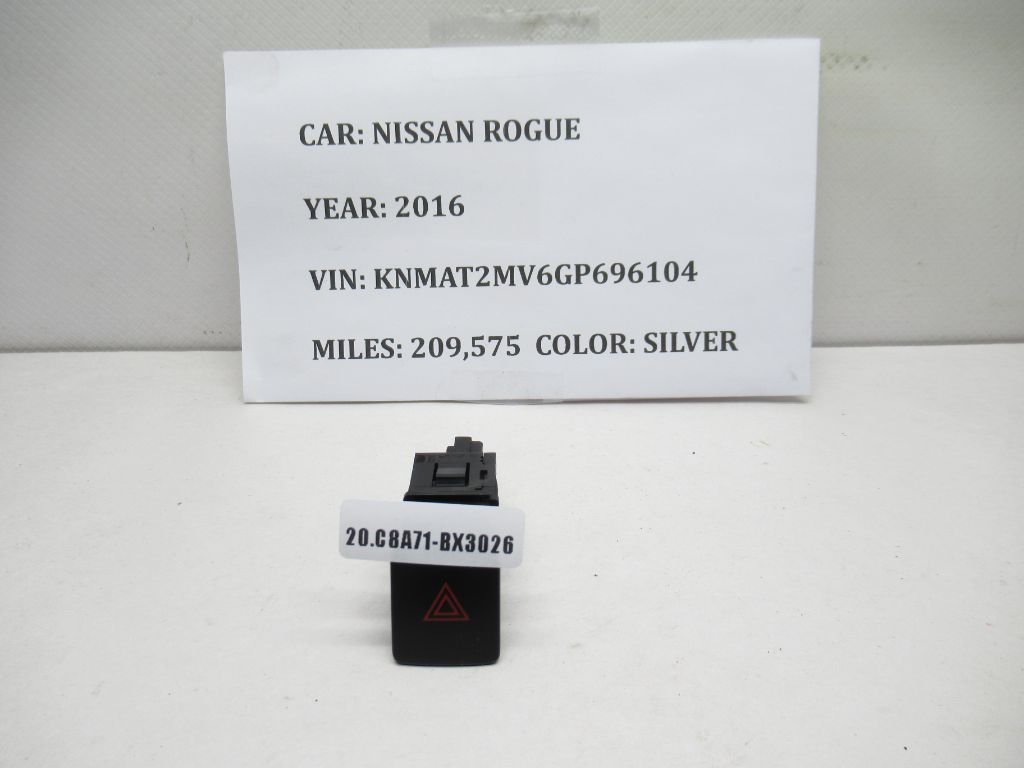 CAR: NISSAN ROGUE
YEAR: 2016
VIN: KNMAT2MV6GP696104
MILES: 209,575 COLOR: SILVER
20.C8A71-BX3026